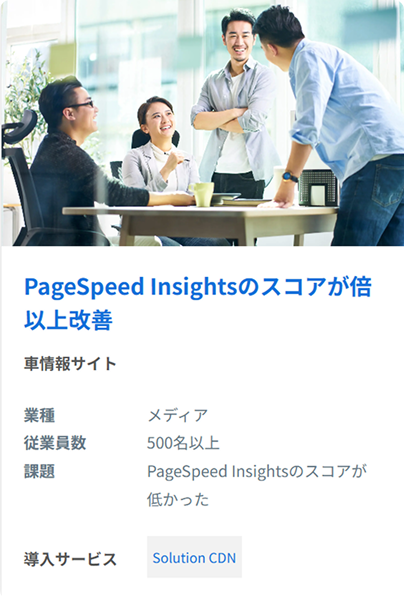 PageSpeed Insightsのスコアが倍
以上改善
車情報サイト
業種 メディア
従業員数 500名以上
課題 PageSpeed Insightsのスコアが
低かった
導入サービス Solution CDN